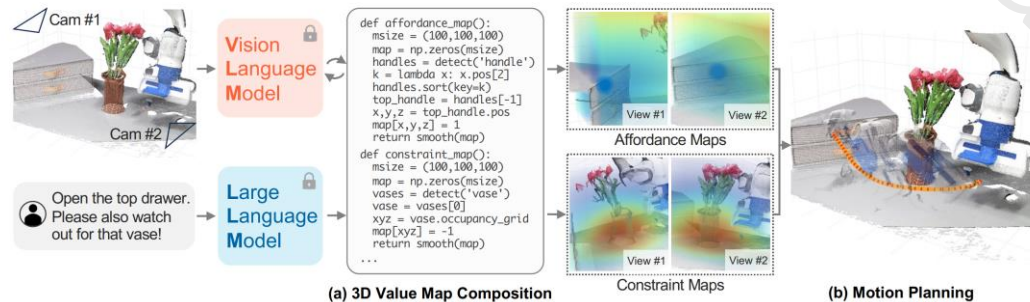 Cam #1
Cam #2
Open the top drawer.
Please also watch
out for that vase!
Vision
Language
Model
Large
Language
Model
def affordance_map():
msize = (100,100,100)
map = np.zeros(msize)
handles = detect('handle')
k = lambda x: x.pos[2]
handles.sort(key=k)
top_handle = handles[-1]
x,y,z = top_handle.pos
map[x,y,z] = 1
return smooth(map)
def constraint_map():
msize = (100,100,100)
map = np.zeros(msize)
vases = detect('vase')
vase = vases[0]
xyz = vase.occupancy_grid
map[xyz] = -1
return smooth(map)
...
View #1
View #2
Affordance Maps
View #1
View #2
Constraint Maps
(a) 3D Value Map Composition
(b) Motion Planning